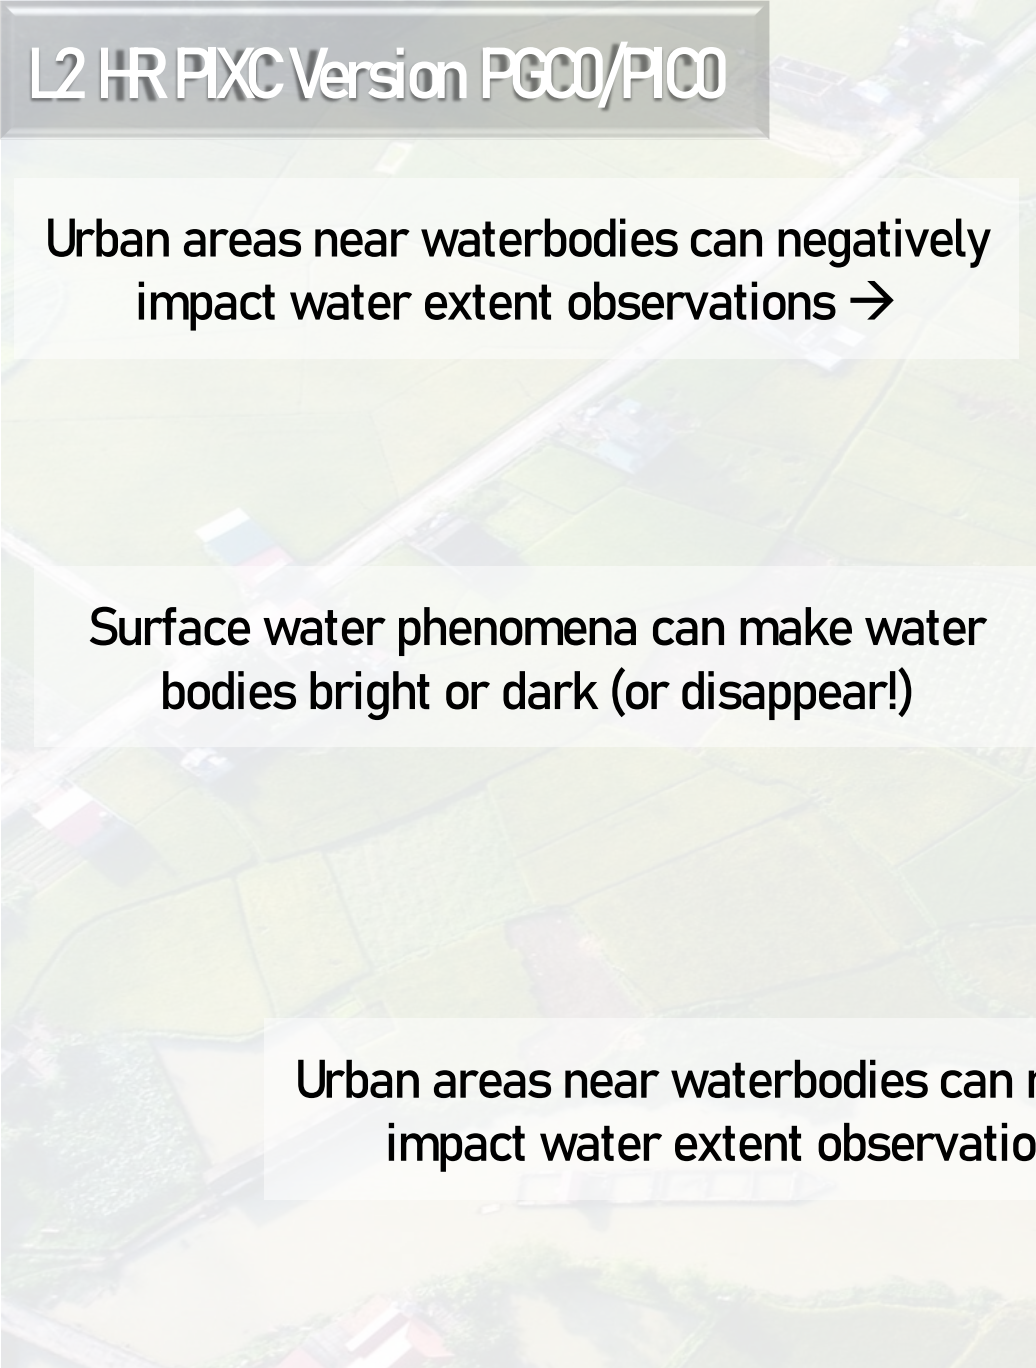 L2 HR PIXC Version PGC0/PIC0
Urban areas near waterbodies can negatively
impact water extent observations →
Surface water phenomena can make water
bodies bright or dark (or disappear!)
Urban areas near waterbodies can
impact water extent observatio